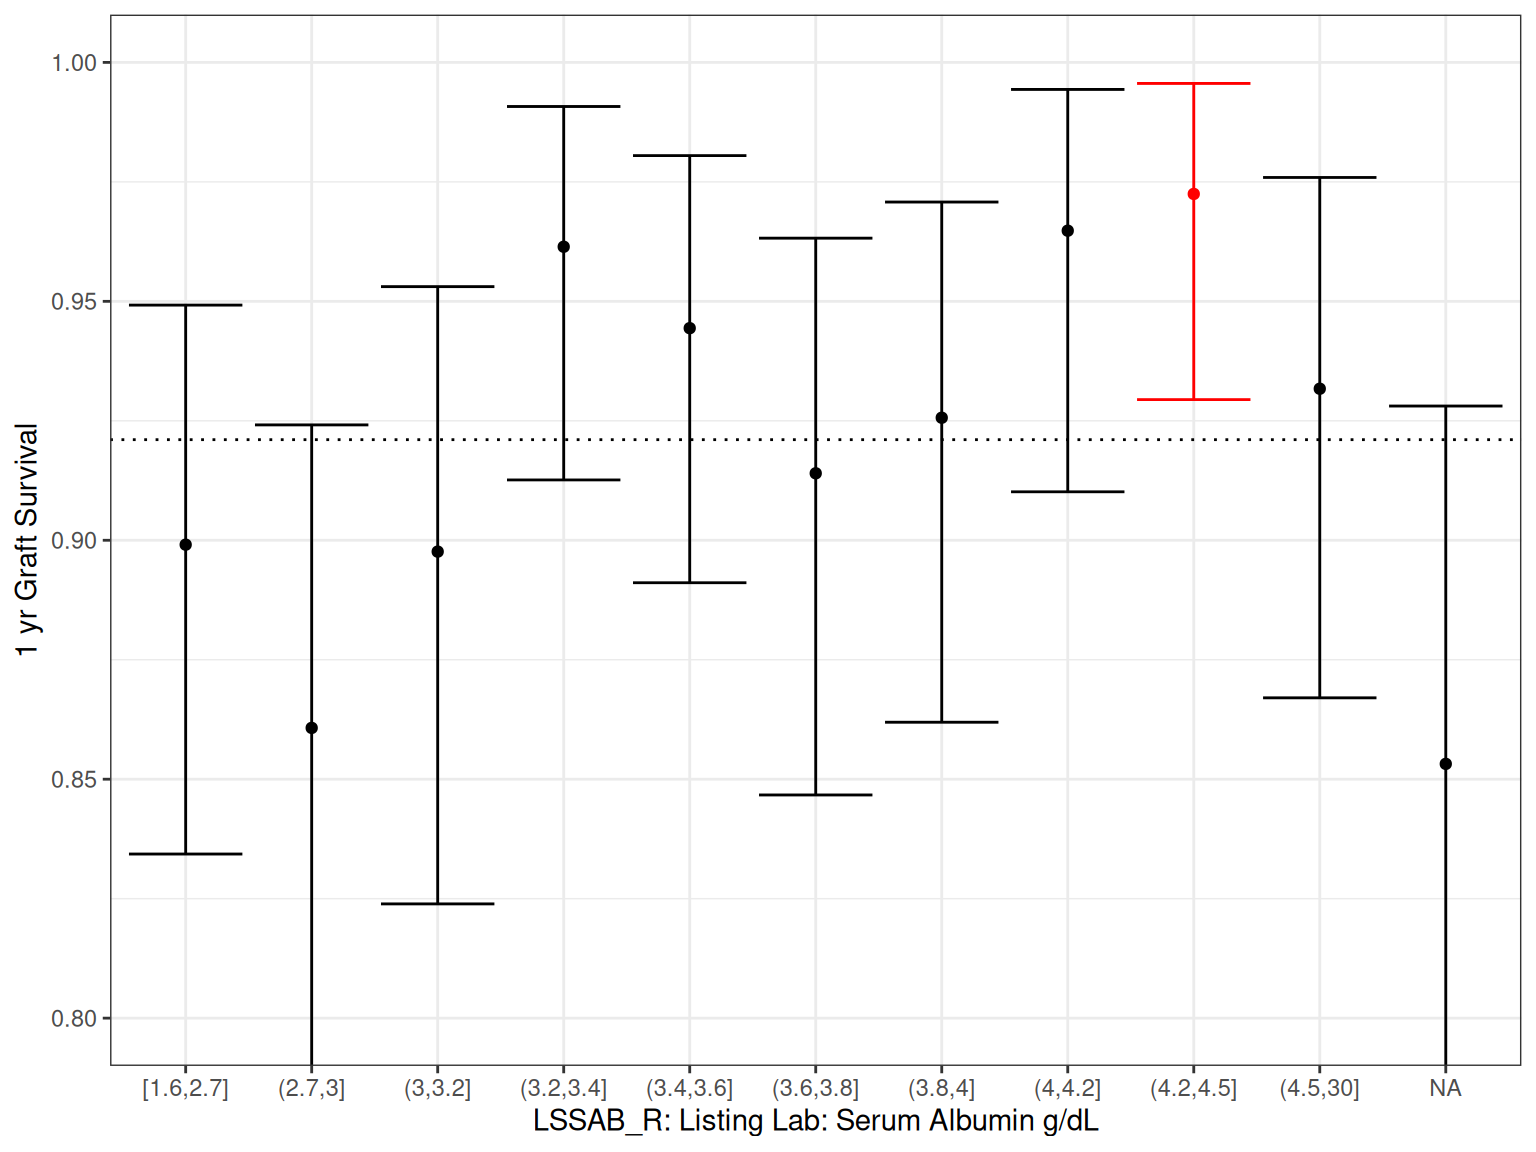 1.00
0.95
0.90
0.85
0.80
1 yr Graft Survival
[1.6,2.7] (2.7,3] (3,3.2] (3.2,3.4] (3.4,3.6] (3.6,3.8] (3.8,4] (4,4.2] (4.2,4.5] (4.5,30] NA
LSSAB_R: Listing Lab: Serum Albumin g/dL